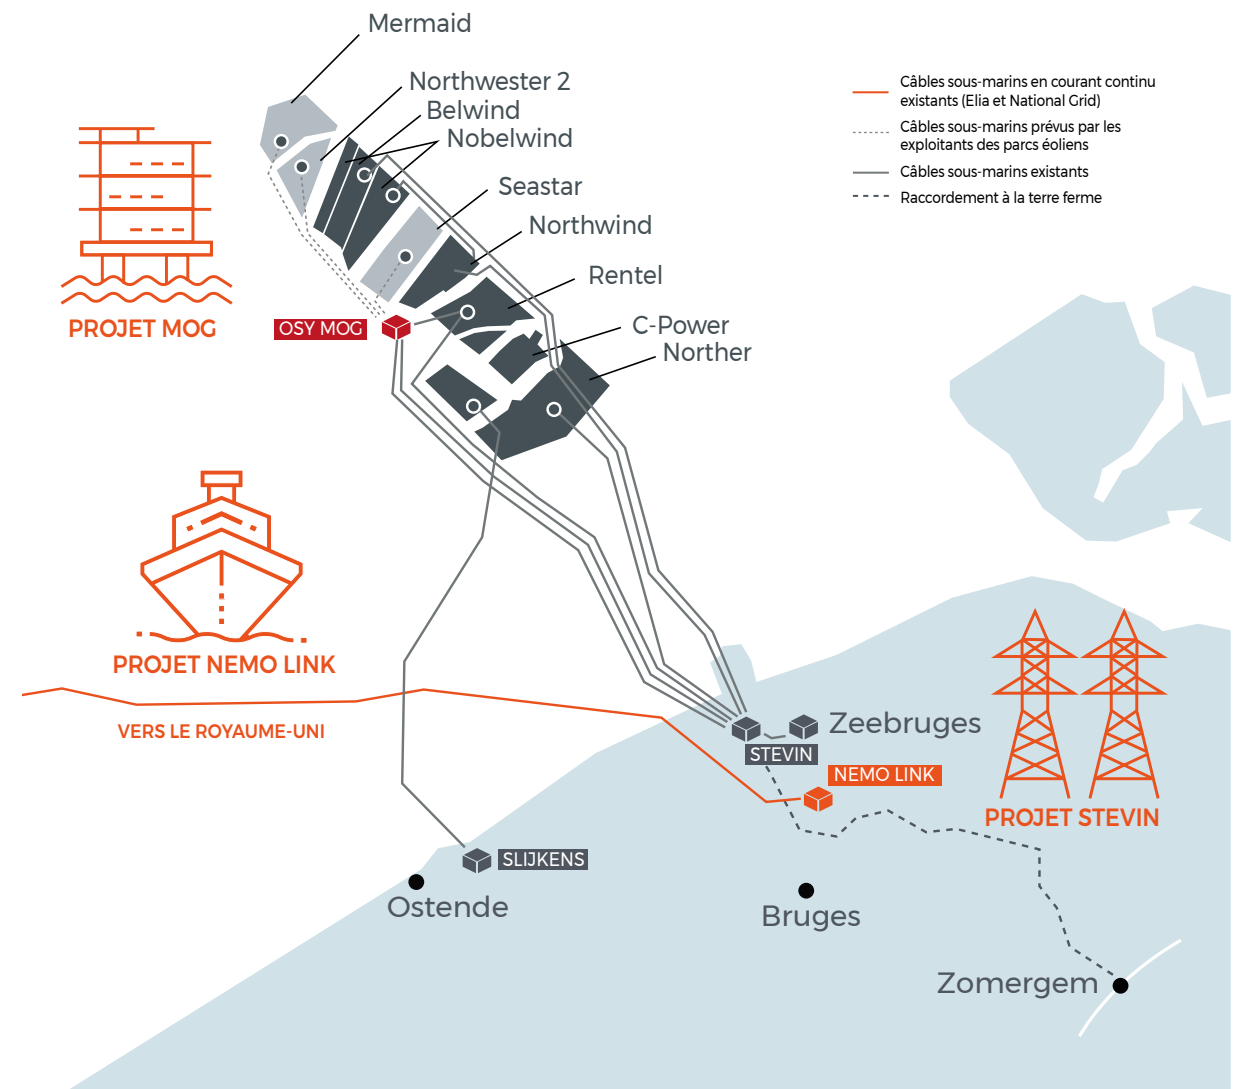 Mermaid
Northwester 2
Belwind
Nobelwind
Seastar
Northwind
Rentel
C-Power
Norther
Câbles sous-marins en courant continu
existants (Elia et National Grid)
Câbles sous-marins prévus par les
exploitants des parcs éoliens
Câbles sous-marins existants
Raccordement à la terre ferme
PROJET MOG
OSY MOG
PROJET NEMO LINK
VERS LE ROYAUME-UNI
Zeebruges
STEVIN
NEMO LINK
PROJET STEVIN
SLIJKENS
Ostende
Bruges
Zomergem